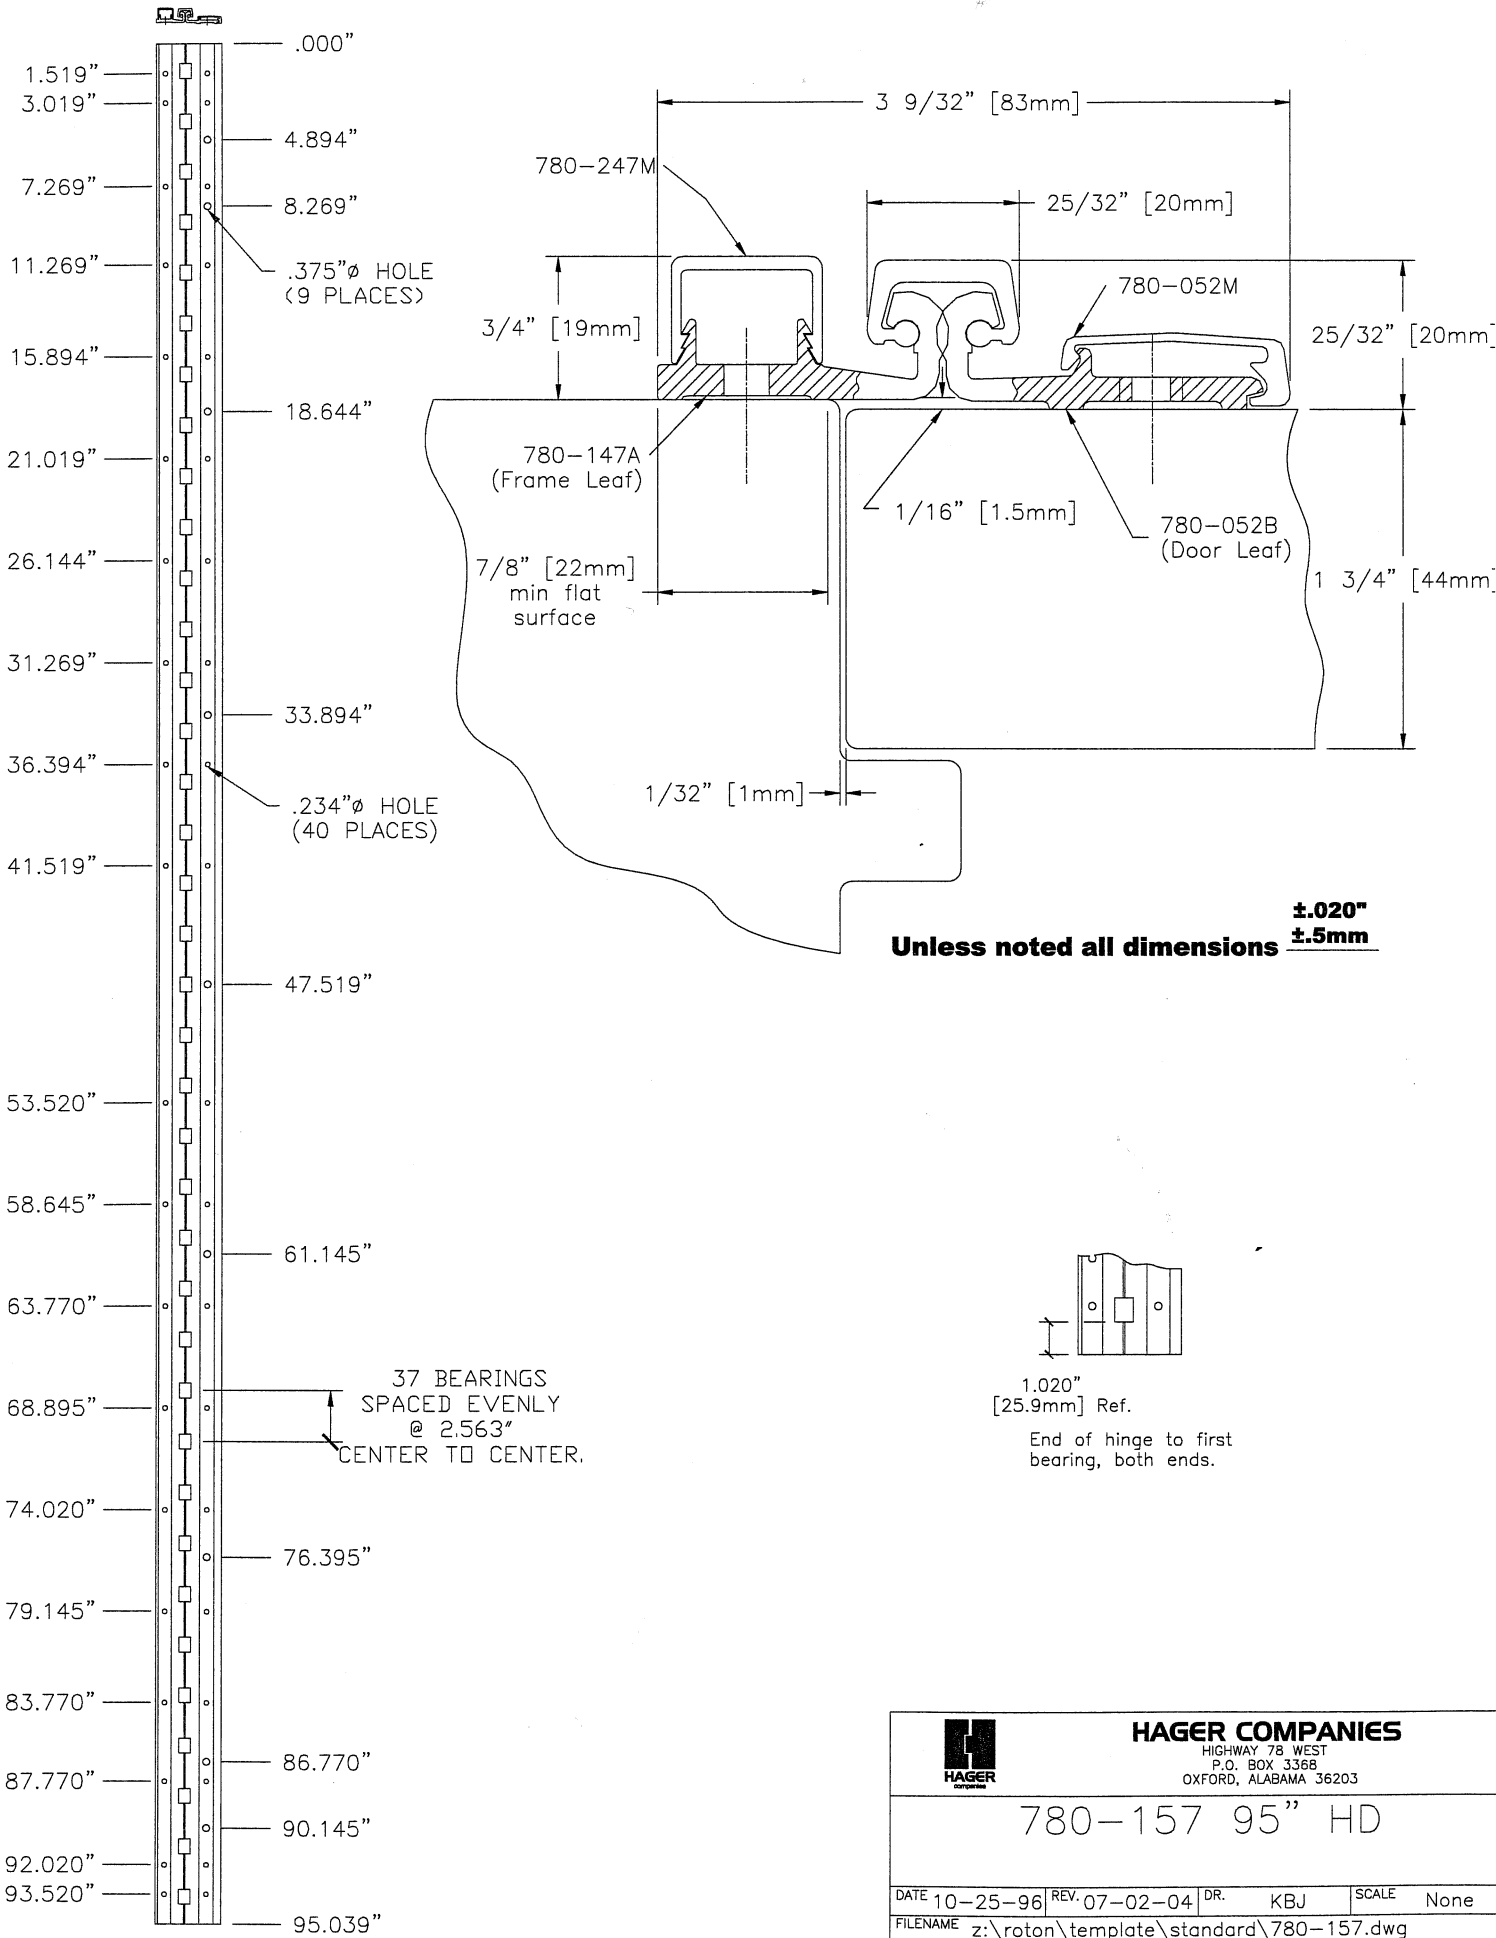 .000"
1.519"
3.019"
4.894"
7.269"
8.269"
11.269"
.375"ø HOLE
(9 PLACES)
15.894"
18.644"
21.019"
26.144"
31.269"
33.894"
36.394"
.234"ø HOLE
(40 PLACES)
41.519"
47.519"
53.520"
58.645"
61.145"
63.770"
37 BEARINGS
SPACED EVENLY
@ 2.563"
CENTER TO CENTER.
68.895"
74.020"
76.395"
79.145"
83.770"
86.770"
87.770"
90.145"
92.020"
93.520"
95.039"
3 9/32" [83mm]
780-247M
25/32" [20mm]
780-052M
3/4" [19mm]
25/32" [20mm]
780-147A
(Frame Leaf)
1/16" [1.5mm]
780-052B
(Door Leaf)
7/8" [22mm]
min flat
surface
1 3/4" [44mm]
1/32" [1mm]
±.020"
Unless noted all dimensions ±.5mm
1.020"
[25.9mm] Ref.
End of hinge to first
bearing, both ends.
HAGER
companies
HAGER COMPANIES
HIGHWAY 78 WEST
P.O. BOX 3368
OXFORD, ALABAMA 36203
780-157 95" HD
DATE 10-25-96 REV. 07-02-04 DR. KBJ SCALE None
FILENAME z:\roton\template\standard\780-157.dwg